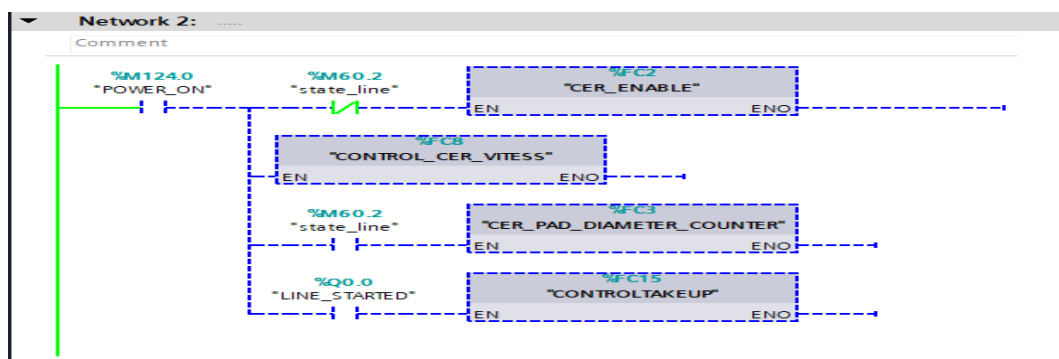 Network 2: .....
Comment
%M124.0
"POWER_ON"
%M60.2
"state_line"
%FC2
"CER_ENABLE"
EN
ENO
%FC8
"CONTROL_CER_VITESS"
EN
ENO
%M60.2
"state_line"
%FC3
"CER_PAD_DIAMETER_COUNTER"
EN
ENO
%Q0.0
"LINE_STARTED"
%FC15
"CONTROLTAKEUP"
EN
ENO